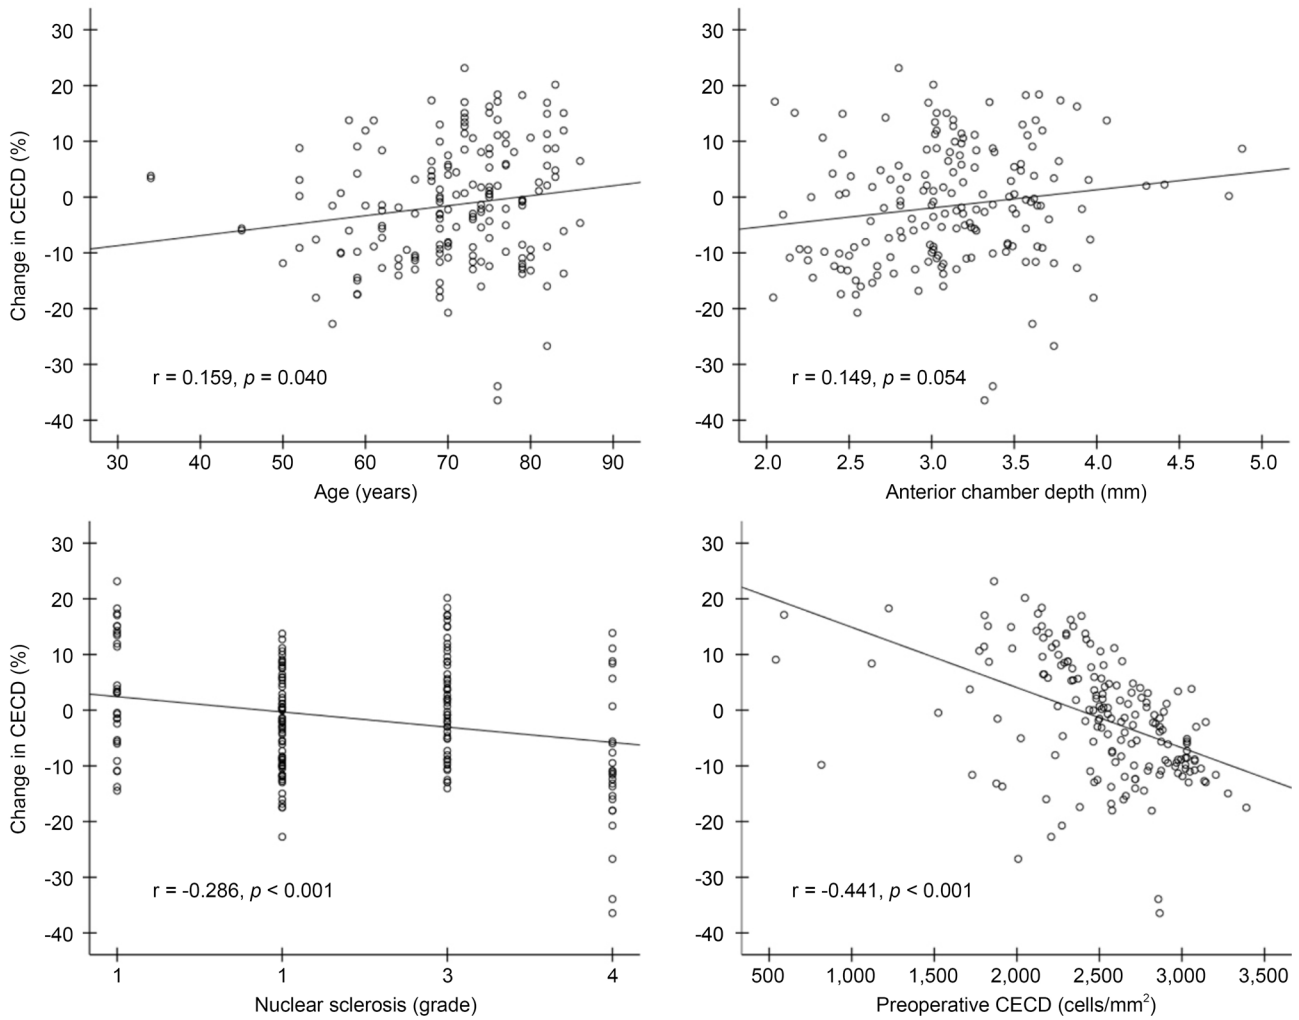 30
20
10
0
-10
-20
-30
-40
Change in CECD (%)
r = 0.159, p = 0.040
30 40 50 60 70 80 90
Age (years)
30
20
10
0
-10
-20
-30
-40
r = 0.149, p = 0.054
2.0 2.5 3.0 3.5 4.0 4.5 5.0
Anterior chamber depth (mm)
30
20
10
0
-10
-20
-30
-40
Change in CECD (%)
r = -0.286, p < 0.001
1 1 3 4
Nuclear sclerosis (grade)
30
20
10
0
-10
-20
-30
-40
r = -0.441, p < 0.001
500 1,000 1,500 2,000 2,500 3,000 3,500
Preoperative CECD (cells/mm²)